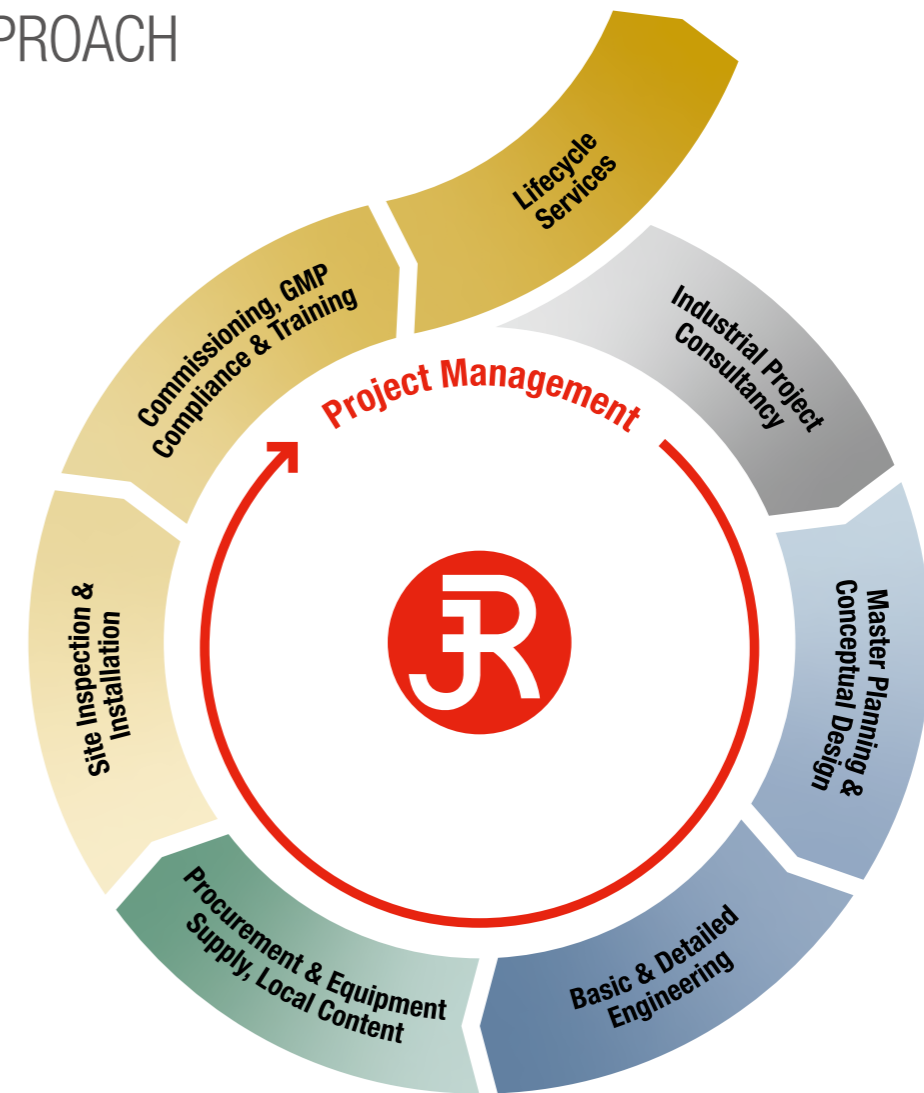 PROACH
Lifecycle
Services
Industrial Project
Consultancy
Master Planning &
Conceptual Design
Basic & Detailed
Engineering
Procurement & Equipment
Supply, Local Content
Site Inspection &
Installation
Commissioning, GMP
Compliance & Training
Project Management
JR